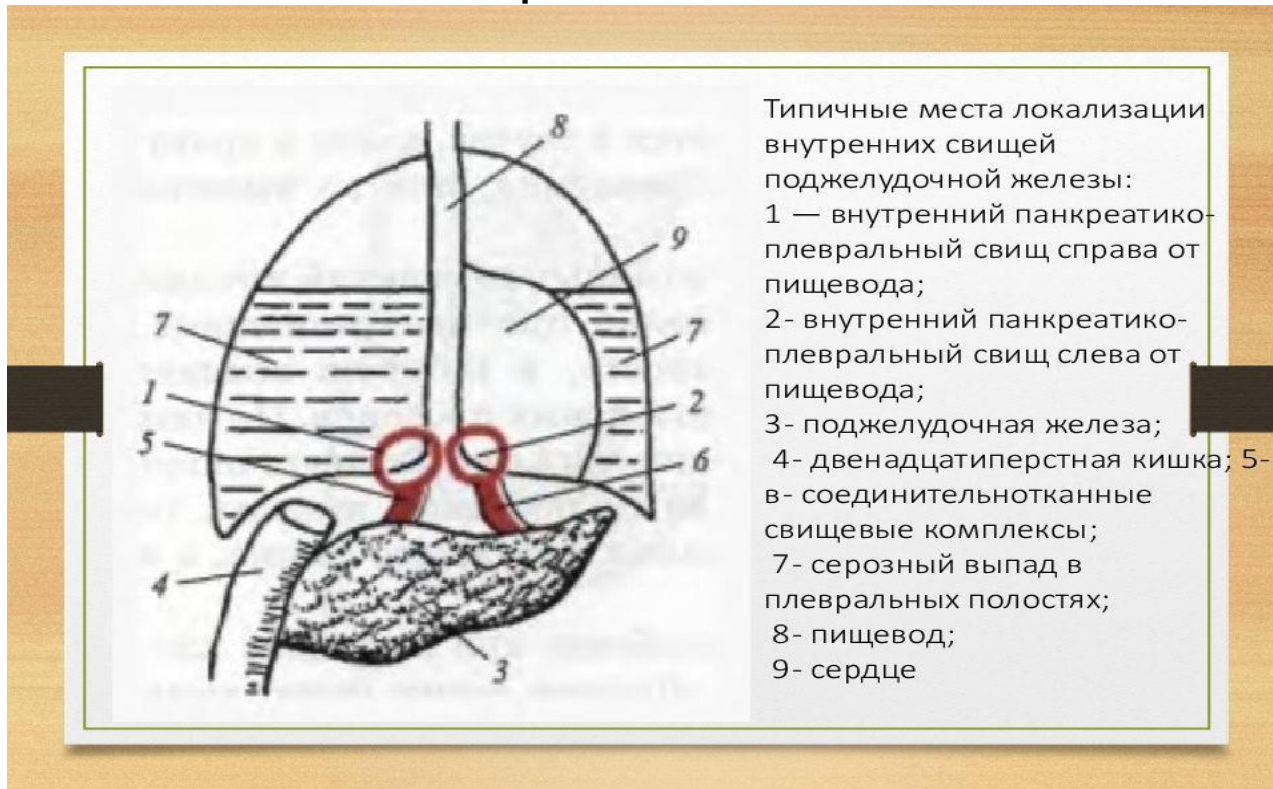 8
9
7
7
1
2
5
6
4
3
Типичные места локализации
внутренних свищей
поджелудочной железы:
1 — внутренний панкреатико-
плевральный свищ справа от
пищевода;
2- внутренний панкреатико-
плевральный свищ слева от
пищевода;
3- поджелудочная железа;
4- двенадцатиперстная кишка; 5-
в- соединительнотканные
свищевые комплексы;
7- серозный выпад в
плевральных полостях;
8- пищевод;
9- сердце